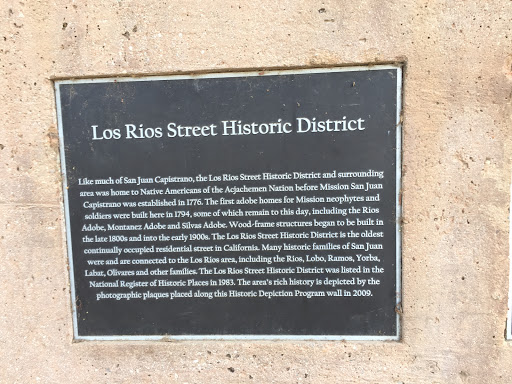 Los Rios Street Historic District
Like much of San Juan Capistrano, the Los Rios Street Historic District and surrounding
area was home to Native Americans of the Acjachemen Nation before Mission San Juan
Capistrano was established in 1776. The first adobe homes for Mission neophytes and
soldiers were built here in 1794, some of which remain to this day, including the Rios
Adobe, Montanez Adobe and Silvas Adobe. Wood-frame structures began to be built in
the late 1800s and into the early 1900s. The Los Rios Street Historic District is the oldest
continually occupied residential street in California. Many historic families of San Juan
were and are connected to the Los Rios area, including the Rios, Lobo, Ramos, Yorba,
Labat, Olivares and other families. The Los Rios Street Historic District was listed in the
National Register of Historic Places in 1983. The area's rich history is depicted by the
photographic plaques placed along this Historic Depiction Program wall in 2009.